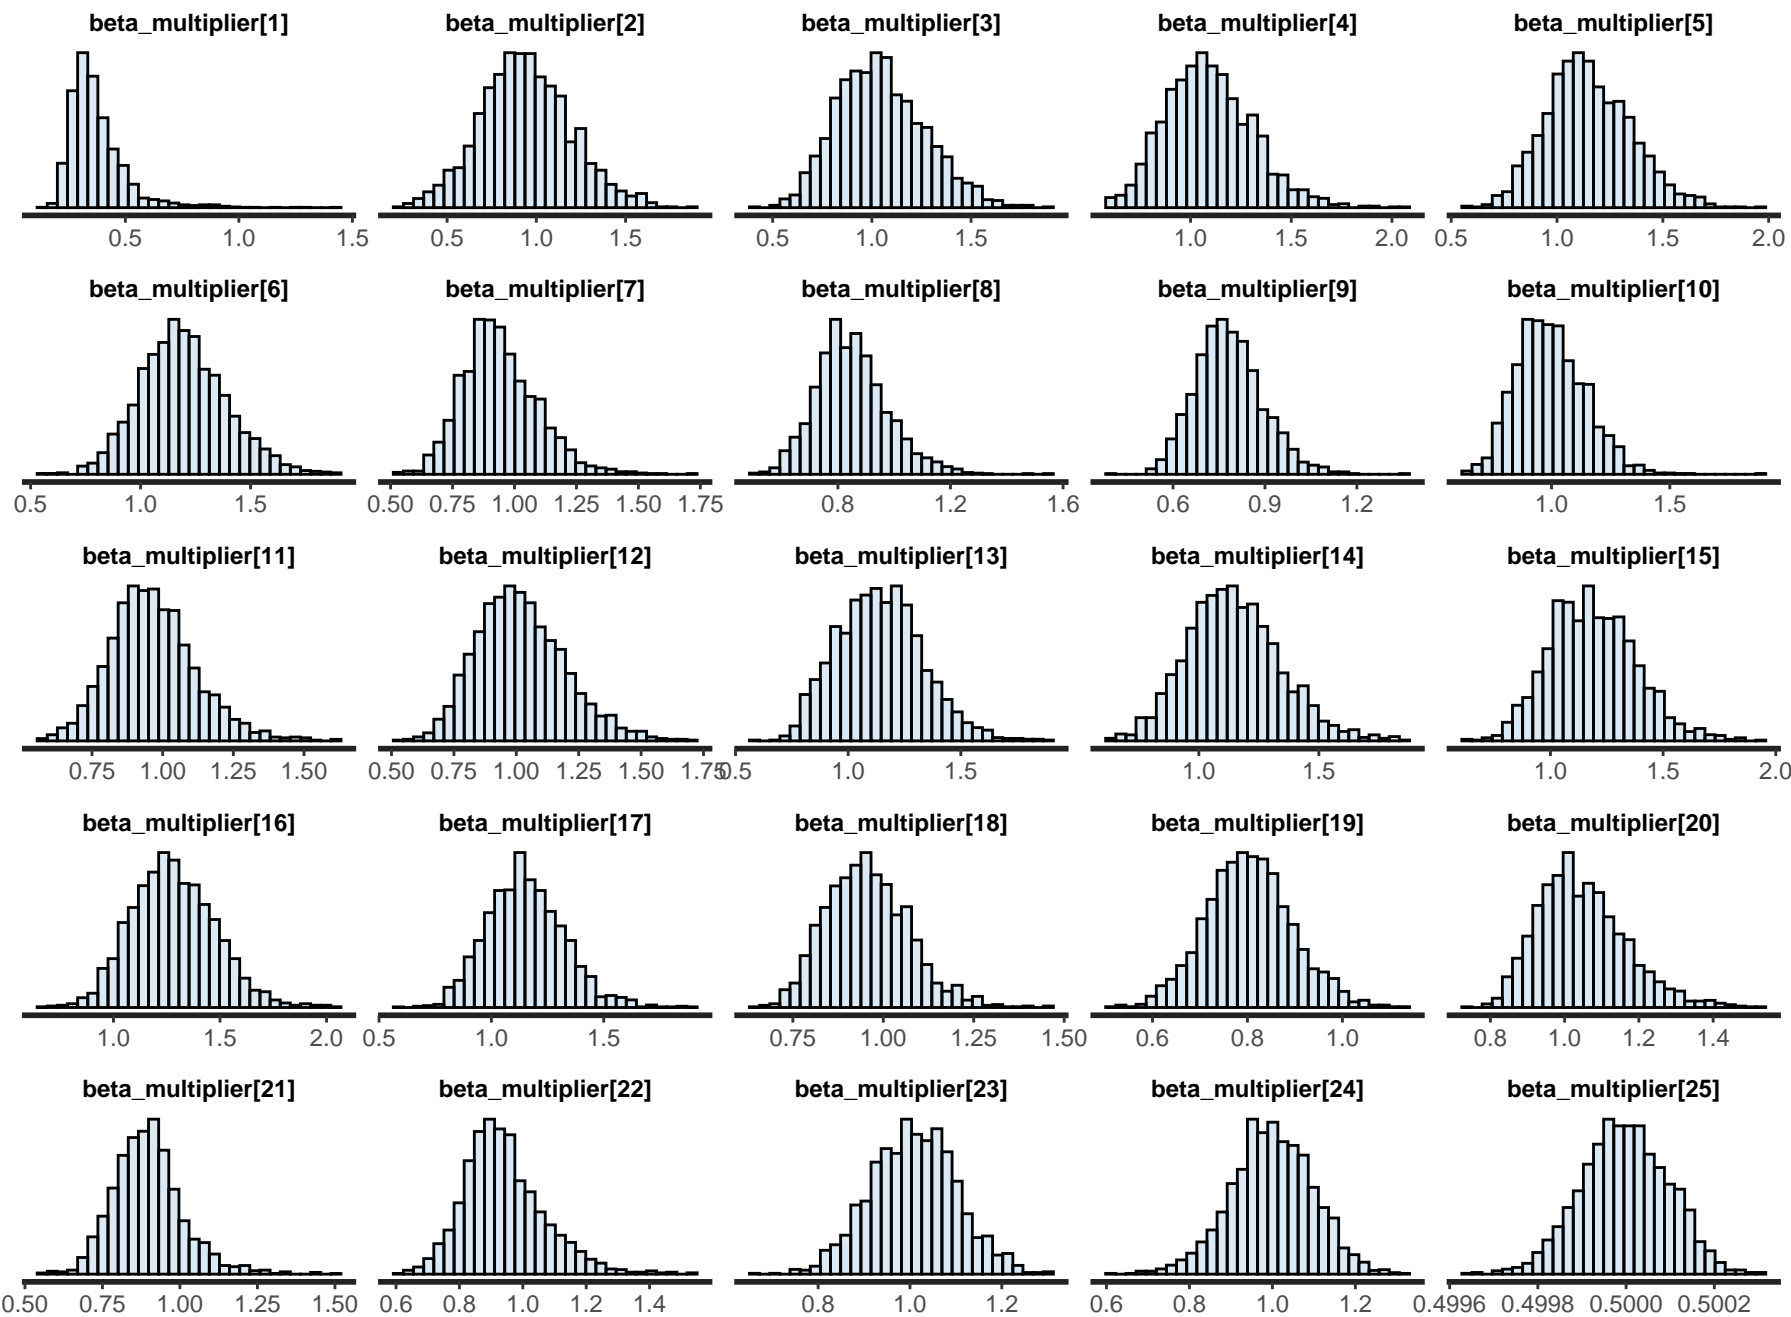 beta_multiplier[1] beta_multiplier[2] beta_multiplier[3] beta_multiplier[4] beta_multiplier[5]
0.5 1.0 1.5 0.5 1.0 1.5 0.5 1.0 1.5 1.0 1.5 2.0 0.5 1.0 1.5 2.0
beta_multiplier[6] beta_multiplier[7] beta_multiplier[8] beta_multiplier[9] beta_multiplier[10]
0.5 1.0 1.5 0.50 0.75 1.00 1.25 1.50 1.75 0.8 1.2 1.6 0.6 0.9 1.2 1.0 1.5
beta_multiplier[11] beta_multiplier[12] beta_multiplier[13] beta_multiplier[14] beta_multiplier[15]
0.75 1.00 1.25 1.50 0.50 0.75 1.00 1.25 1.50 1.75 0.5 1.0 1.5 1.0 1.5 1.0 1.5 2.0
beta_multiplier[16] beta_multiplier[17] beta_multiplier[18] beta_multiplier[19] beta_multiplier[20]
1.0 1.5 2.0 0.5 1.0 1.5 0.75 1.00 1.25 1.50 0.6 0.8 1.0 0.8 1.0 1.2 1.4
beta_multiplier[21] beta_multiplier[22] beta_multiplier[23] beta_multiplier[24] beta_multiplier[25]
0.50 0.75 1.00 1.25 1.50 0.6 0.8 1.0 1.2 1.4 0.8 1.0 1.2 0.6 0.8 1.0 1.2 0.4996 0.4998 0.5000 0.5002